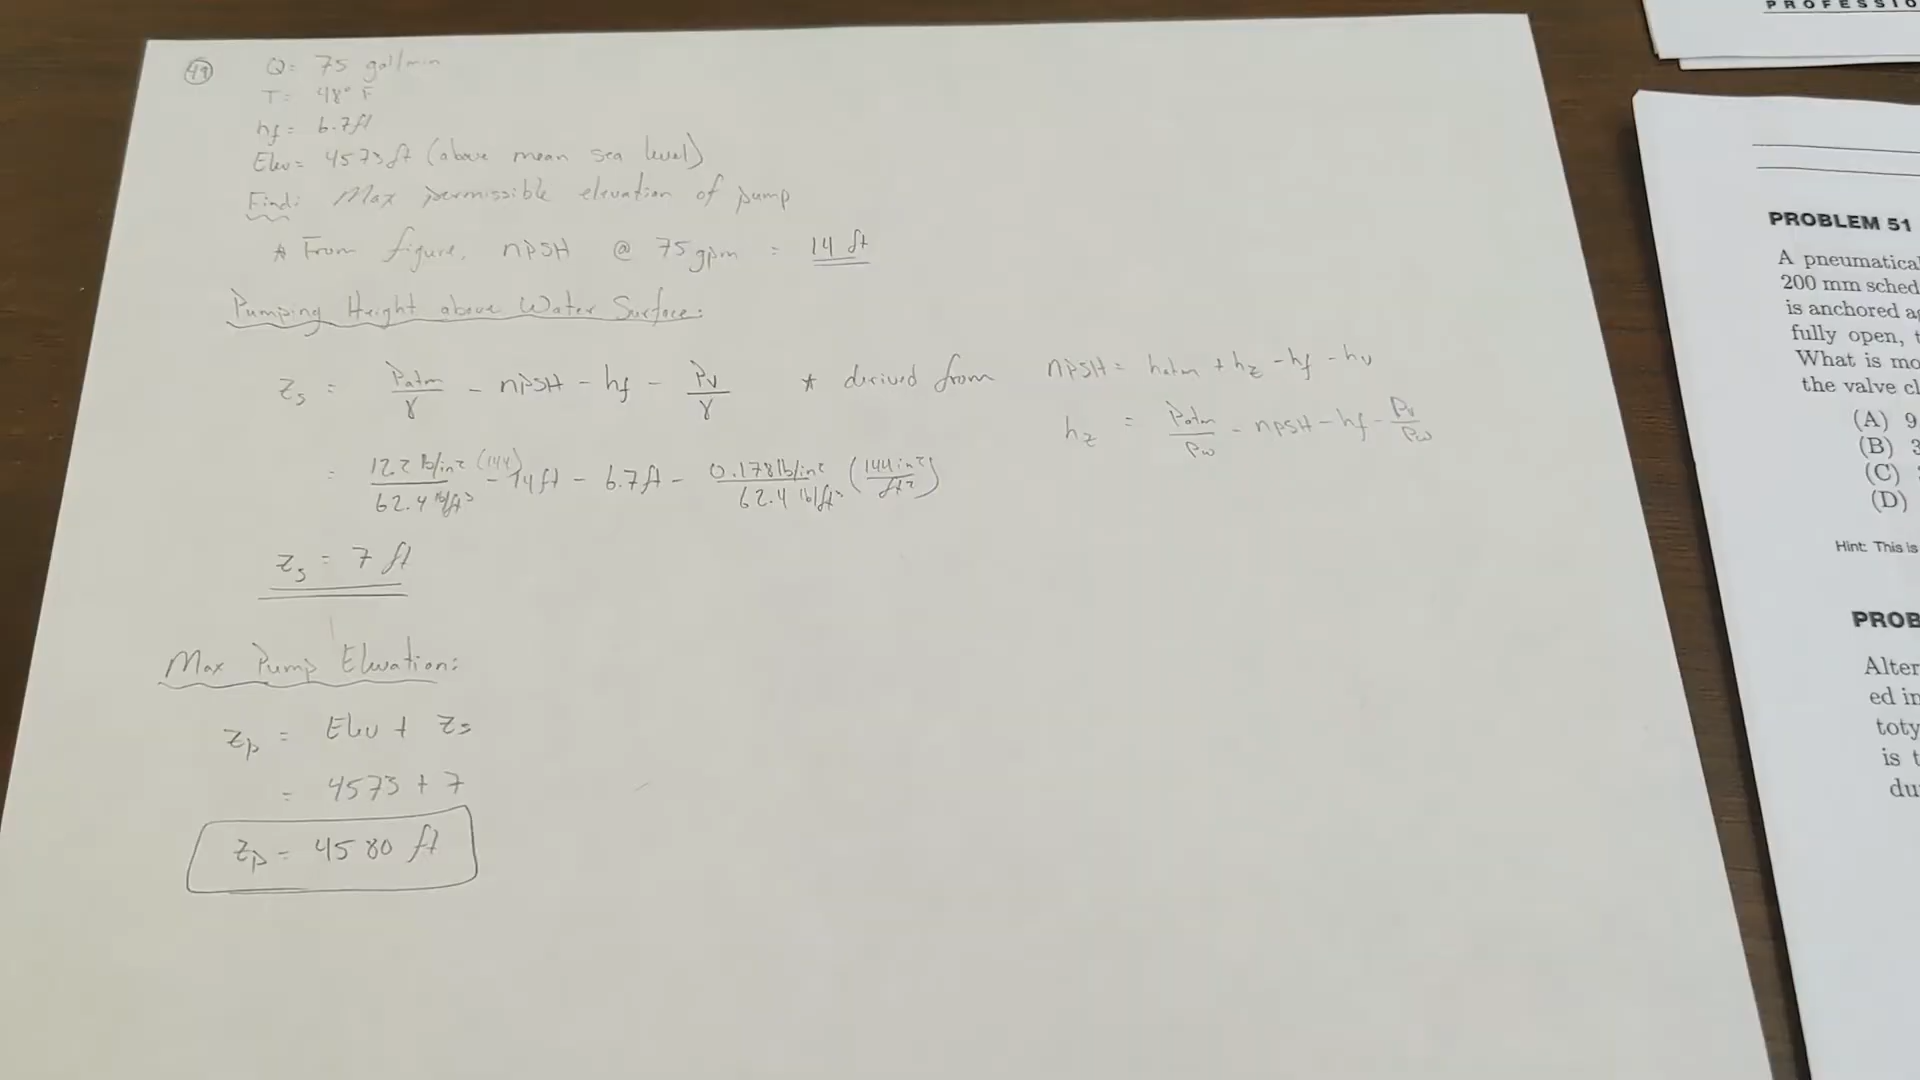 49
Q = 75 gal/min
T = 48° F
hf = 6.7 ft
Elev = 4573 ft (above mean sea level)
Find: Max permissible elevation of pump
* From figure, NPSH @ 75 gpm = 14 ft
Pumping Height above Water Surface:
zs = Patm/γ - NPSH - hf - Pv/γ * derived from NPSH = hatm + hz - hf - hv
hz = Patm/ρw - NPSH - hf - Pv/ρw
= 12.2 lb/in² (144)/62.4 lb/ft³ - 14 ft - 6.7 ft - 0.178 lb/in²/62.4 lb/ft³ (144 in²/ft²)
zs = 7 ft
Max Pump Elevation:
zp = Elev + zs
= 4573 + 7
zp = 4580 ft
PROFESSIO
PROBLEM 51
A pneumatical
200 mm sched
is anchored a
fully open, t
What is mo
the valve cl
(A) 9
(B) 3
(C)
(D)
Hint: This is
PROB
Alter
ed in
toty
is t
du